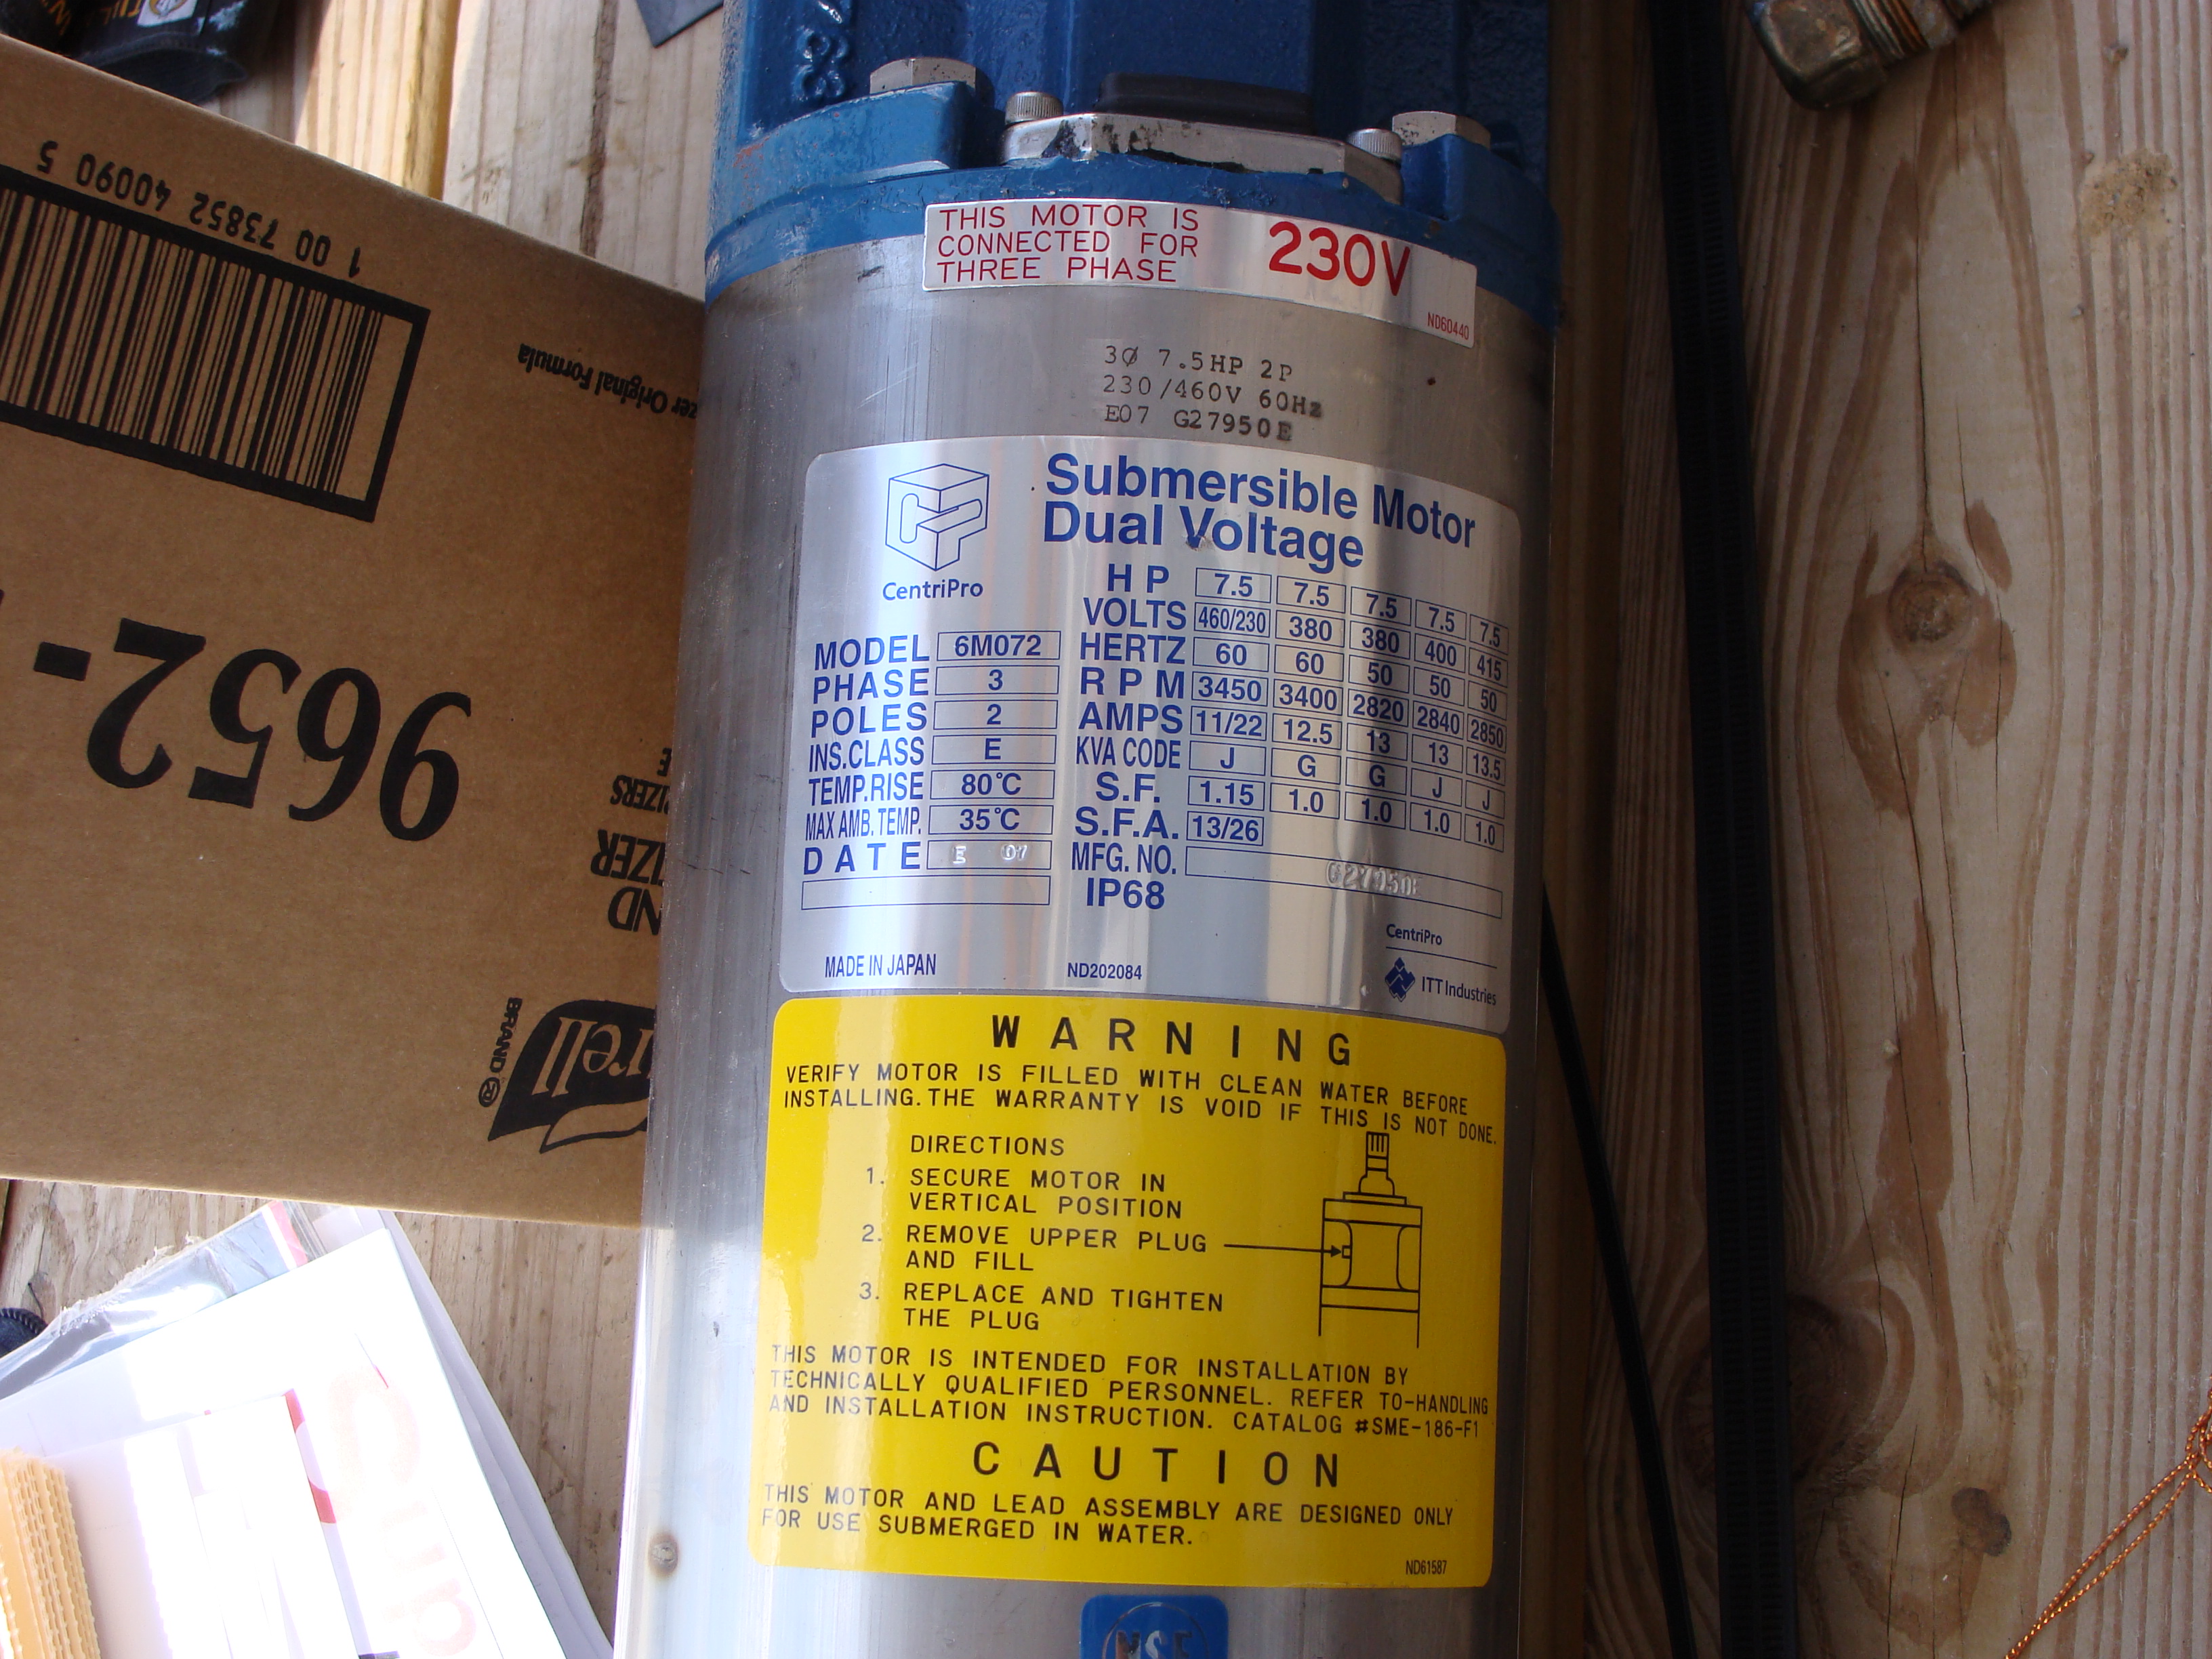 THIS MOTOR IS
CONNECTED FOR
THREE PHASE
230V
ND60440
3Ø 7.5HP 2P
230/460V 60Hz
E07 G27950E
CP
CentriPro
Submersible Motor
Dual Voltage
HP 7.5 7.5 7.5 7.5 7.5
VOLTS 460/230 380 380 400 415
HERTZ 60 60 50 50 50
RPM 3450 3400 2820 2840 2850
AMPS 11/22 12.5 13 13 13.5
KVA CODE J G G J J
S.F. 1.15 1.0 1.0 1.0 1.0
S.F.A. 13/26
MFG. NO. G27950E
IP68
MODEL 6M072
PHASE 3
POLES 2
INS.CLASS E
TEMP.RISE 80°C
MAX AMB. TEMP. 35°C
DATE E 07
MADE IN JAPAN
ND202084
CentriPro
ITT Industries
WARNING
VERIFY MOTOR IS FILLED WITH CLEAN WATER BEFORE
INSTALLING. THE WARRANTY IS VOID IF THIS IS NOT DONE.
DIRECTIONS
1. SECURE MOTOR IN
VERTICAL POSITION
2. REMOVE UPPER PLUG
AND FILL
3. REPLACE AND TIGHTEN
THE PLUG
THIS MOTOR IS INTENDED FOR INSTALLATION BY
TECHNICALLY QUALIFIED PERSONNEL. REFER TO-HANDLING
AND INSTALLATION INSTRUCTION. CATALOG #SME-186-F1
CAUTION
THIS MOTOR AND LEAD ASSEMBLY ARE DESIGNED ONLY
FOR USE SUBMERGED IN WATER.
ND61587
NSF
1 00 73852 40090 5
zer Original Formula
9652-
rell
BRAND ®